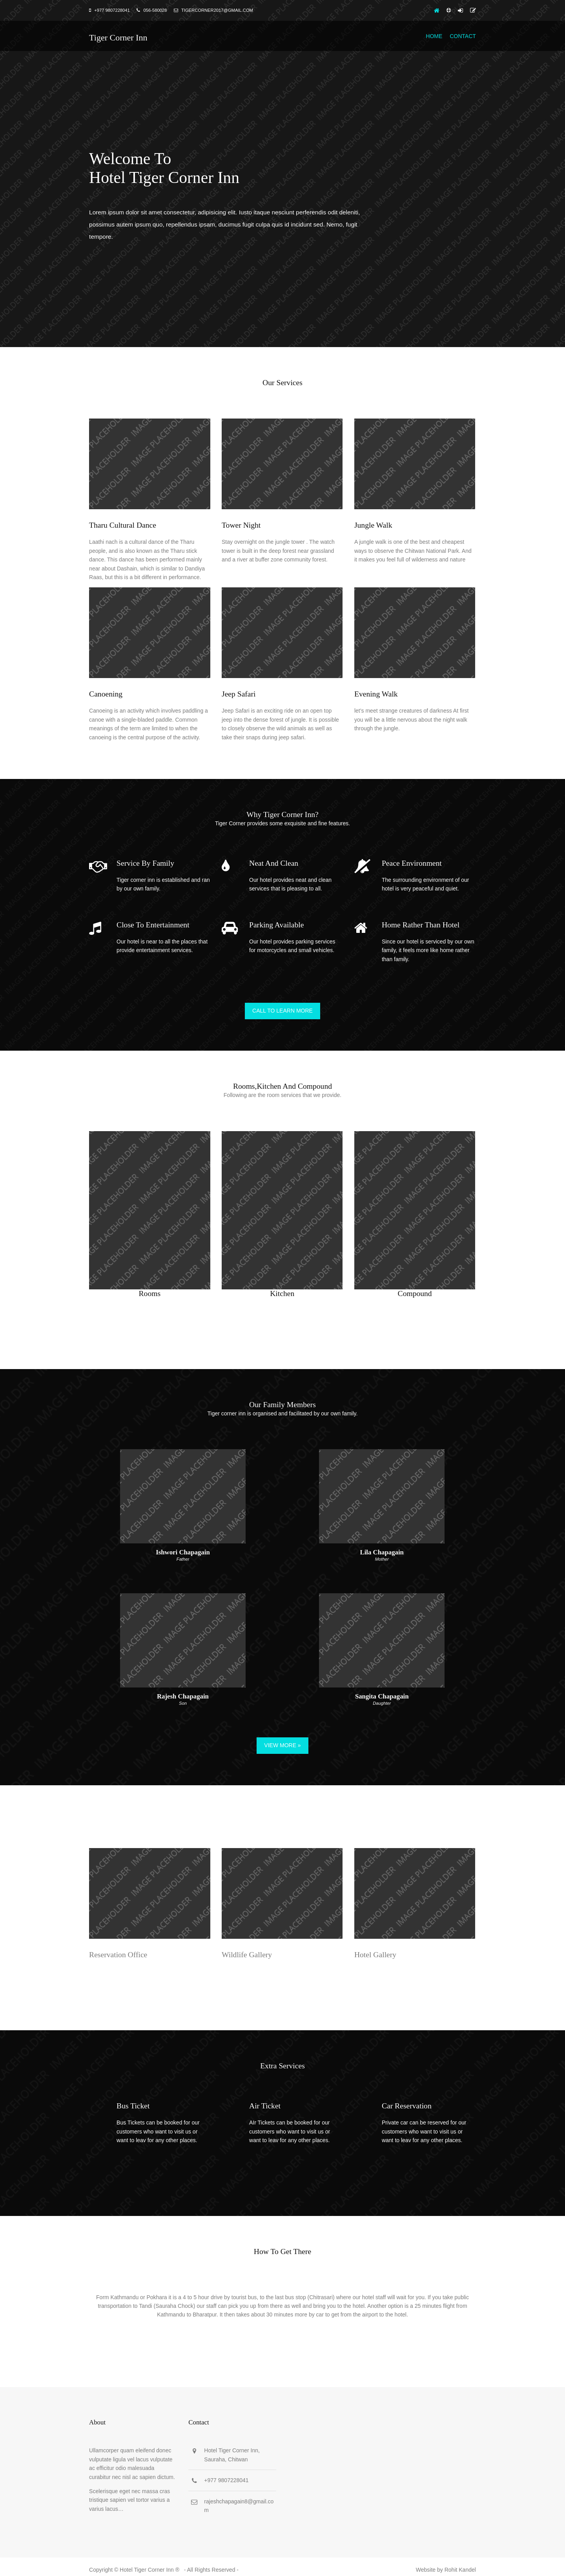 +977 9807228041 056-590028 TIGERCORNER2017@GMAIL.COM
Tiger Corner Inn
HOME CONTACT
Welcome To
Hotel Tiger Corner Inn
Lorem ipsum dolor sit amet consectetur, adipisicing elit. Iusto itaque nesciunt perferendis odit deleniti,
possimus autem ipsum quo, repellendus ipsam, ducimus fugit culpa quis id incidunt sed. Nemo, fugit
tempore.
Our Services
Tharu Cultural Dance
Laathi nach is a cultural dance of the Tharu
people, and is also known as the Tharu stick
dance. This dance has been performed mainly
near about Dashain, which is similar to Dandiya
Raas, but this is a bit different in performance.
Tower Night
Stay overnight on the jungle tower . The watch
tower is built in the deep forest near grassland
and a river at buffer zone community forest.
Jungle Walk
A jungle walk is one of the best and cheapest
ways to observe the Chitwan National Park. And
it makes you feel full of wilderness and nature
Canoening
Canoeing is an activity which involves paddling a
canoe with a single-bladed paddle. Common
meanings of the term are limited to when the
canoeing is the central purpose of the activity.
Jeep Safari
Jeep Safari is an exciting ride on an open top
jeep into the dense forest of jungle. It is possible
to closely observe the wild animals as well as
take their snaps during jeep safari.
Evening Walk
let's meet strange creatures of darkness At first
you will be a little nervous about the night walk
through the jungle.
Why Tiger Corner Inn?
Tiger Corner provides some exquisite and fine features.
Service By Family
Tiger corner inn is established and ran
by our own family.
Neat And Clean
Our hotel provides neat and clean
services that is pleasing to all.
Peace Environment
The surrounding environment of our
hotel is very peaceful and quiet.
Close To Entertainment
Our hotel is near to all the places that
provide entertainment services.
Parking Available
Our hotel provides parking services
for motorcycles and small vehicles.
Home Rather Than Hotel
Since our hotel is serviced by our own
family, it feels more like home rather
than family.
CALL TO LEARN MORE
Rooms,Kitchen And Compound
Following are the room services that we provide.
Rooms
Kitchen
Compound
Our Family Members
Tiger corner inn is organised and facilitated by our own family.
Ishwori Chapagain
Father
Lila Chapagain
Mother
Rajesh Chapagain
Son
Sangita Chapagain
Daughter
VIEW MORE »
Reservation Office
Wildlife Gallery
Hotel Gallery
Extra Services
Bus Ticket
Bus Tickets can be booked for our
customers who want to visit us or
want to leav for any other places.
Air Ticket
AIr Tickets can be booked for our
customers who want to visit us or
want to leav for any other places.
Car Reservation
Private car can be reserved for our
customers who want to visit us or
want to leav for any other places.
How To Get There
Form Kathmandu or Pokhara it is a 4 to 5 hour drive by tourist bus, to the last bus stop (Chitrasari) where our hotel staff will wait for you. If you take public
transportation to Tandi (Sauraha Chock) our staff can pick you up from there as well and bring you to the hotel. Another option is a 25 minutes flight from
Kathmandu to Bharatpur. It then takes about 30 minutes more by car to get from the airport to the hotel.
About
Ullamcorper quam eleifend donec
vulputate ligula vel lacus vulputate
ac efficitur odio malesuada
curabitur nec nisl ac sapien dictum.
Scelerisque eget nec massa cras
tristique sapien vel tortor varius a
varius lacus…
Contact
Hotel Tiger Corner Inn,
Sauraha, Chitwan
+977 9807228041
rajeshchapagain8@gmail.co
m
Copyright © Hotel Tiger Corner Inn ® - All Rights Reserved -
Website by Rohit Kandel